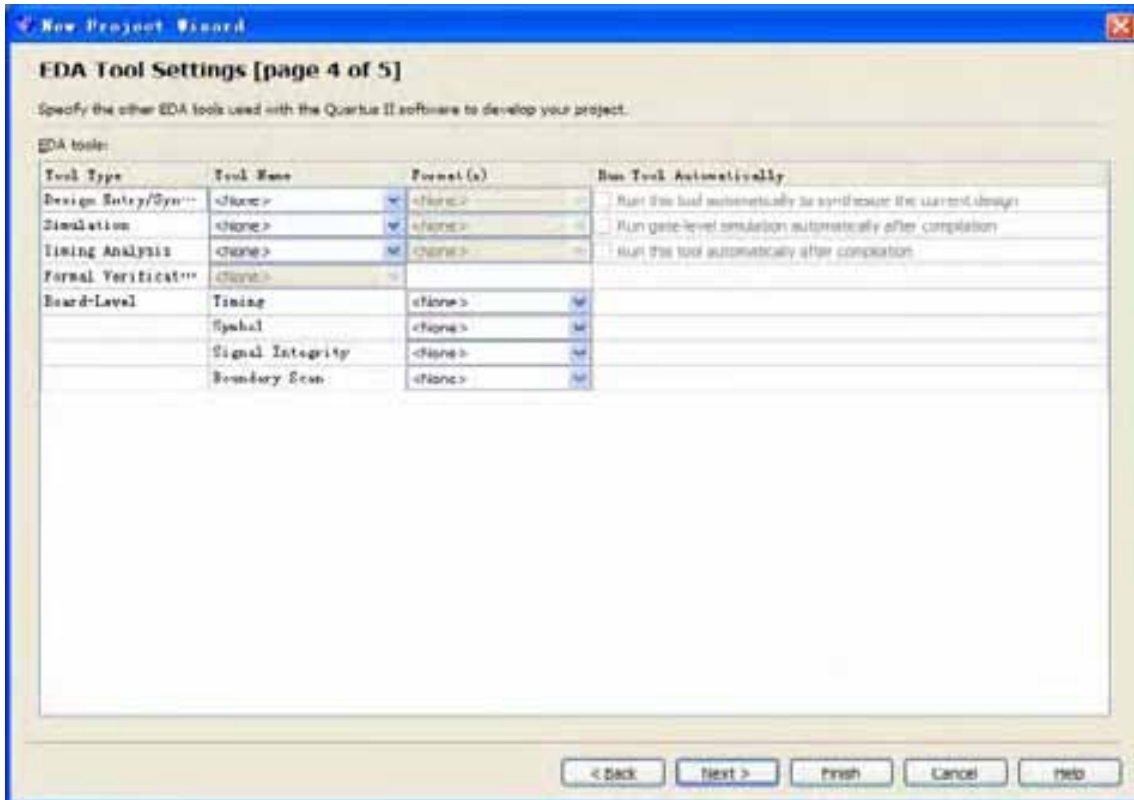 New Project Wizard
EDA Tool Settings [page 4 of 5]
Specify the other EDA tools used with the Quartus II software to develop your project.
EDA tools:
Tool Type Tool Name Format(s) Run Tool Automatically
Design Entry/Syn... <None> <None> Run this tool automatically to synthesize the current design
Simulation <None> <None> Run gate-level simulation automatically after compilation
Timing Analysis <None> <None> Run this tool automatically after compilation
Formal Verificat... <None>
Board-Level Timing <None>
Symbol <None>
Signal Integrity <None>
Boundary Scan <None>
< Back Next > Finish Cancel Help